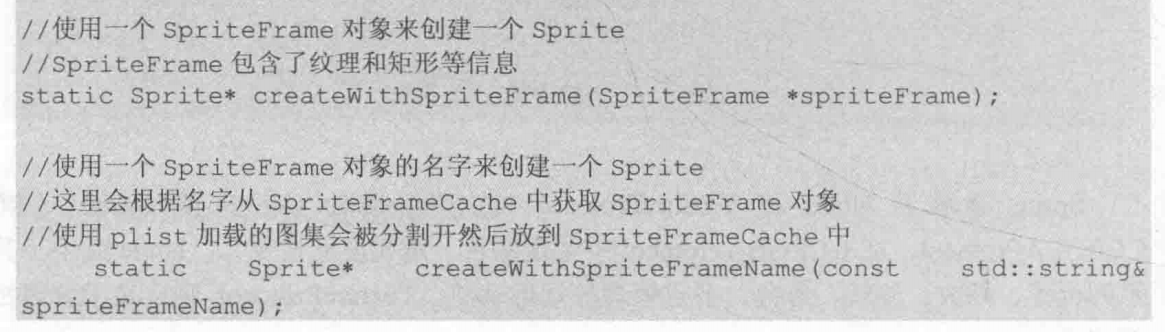 //使用一个 SpriteFrame 对象来创建一个 Sprite
//SpriteFrame 包含了纹理和矩形等信息
static Sprite* createWithSpriteFrame(SpriteFrame *spriteFrame);
//使用一个 SpriteFrame 对象的名字来创建一个 Sprite
//这里会根据名字从 SpriteFrameCache 中获取 SpriteFrame 对象
//使用 plist 加载的图集会被分割开然后放到 SpriteFrameCache 中
static Sprite* createWithSpriteFrameName(const std::string&
spriteFrameName);